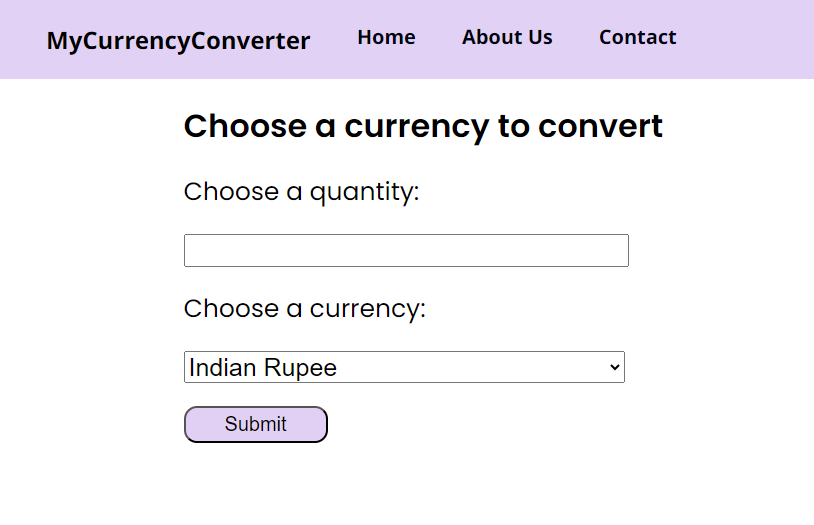 MyCurrencyConverter Home About Us Contact
Choose a currency to convert
Choose a quantity:
Choose a currency:
Indian Rupee
Submit